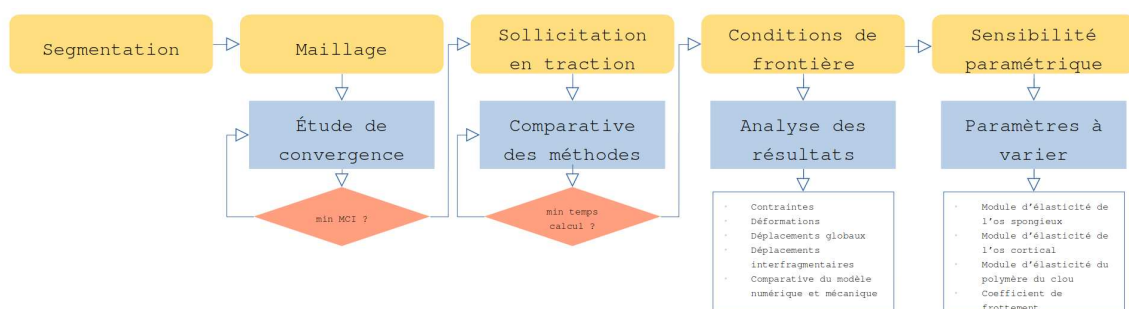 Segmentation
Maillage
Sollicitation
en traction
Conditions de
frontière
Sensibilité
paramétrique
Étude de
convergence
Comparative
des méthodes
Analyse des
résultats
Paramètres à
varier
min MCI ?
min temps
calcul ?
· Contraintes
· Déformations
· Déplacements globaux
· Déplacements
interfragmentaires
· Comparative du modèle
numérique et mécanique
· Module d'élasticité de
l'os spongieux
· Module d'élasticité de
l'os cortical
· Module d'élasticité du
polymère du clou
· Coefficient de
frottement